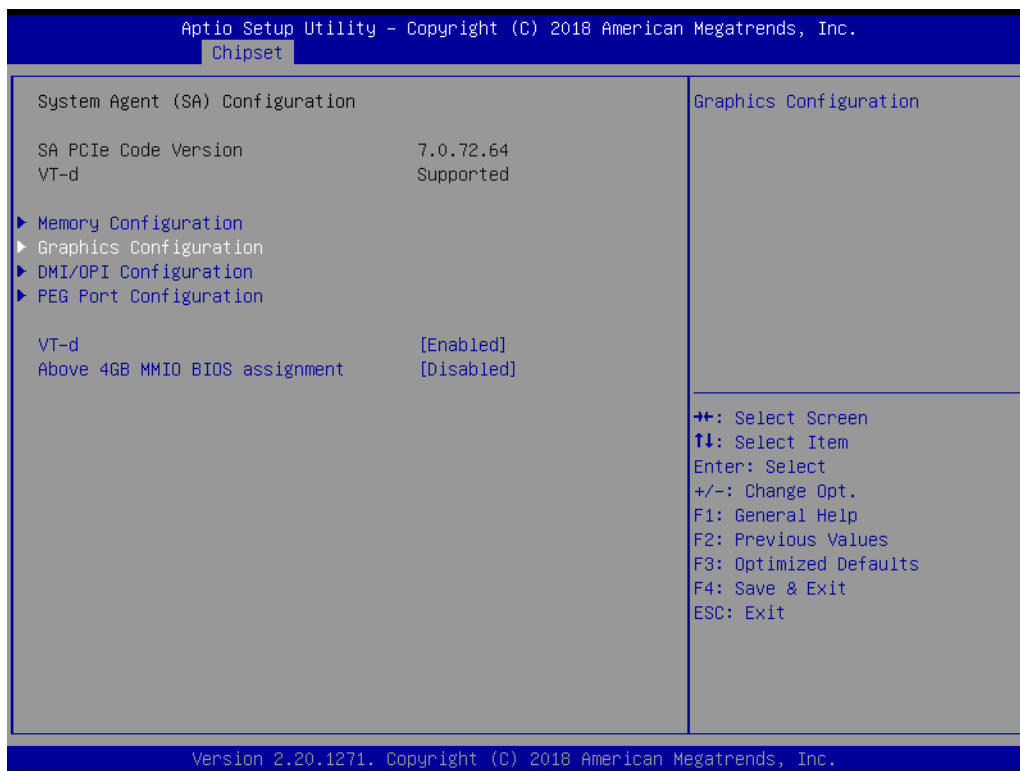 Aptio Setup Utility – Copyright (C) 2018 American Megatrends, Inc.
Chipset
System Agent (SA) Configuration
SA PCIe Code Version 7.0.72.64
VT-d Supported
▶ Memory Configuration
▶ Graphics Configuration
▶ DMI/OPI Configuration
▶ PEG Port Configuration
VT-d [Enabled]
Above 4GB MMIO BIOS assignment [Disabled]
Graphics Configuration
→←: Select Screen
↑↓: Select Item
Enter: Select
+/-: Change Opt.
F1: General Help
F2: Previous Values
F3: Optimized Defaults
F4: Save & Exit
ESC: Exit
Version 2.20.1271. Copyright (C) 2018 American Megatrends, Inc.